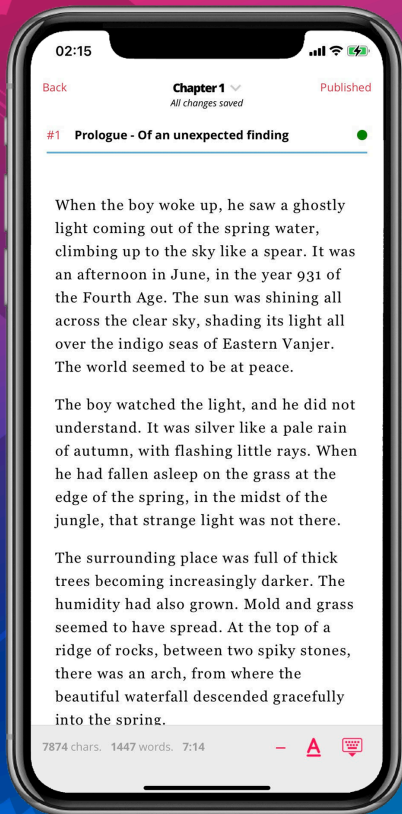 02:15
Back
Chapter 1
Published
All changes saved
#1 Prologue - Of an unexpected finding
When the boy woke up, he saw a ghostly
light coming out of the spring water,
climbing up to the sky like a spear. It was
an afternoon in June, in the year 931 of
the Fourth Age. The sun was shining all
across the clear sky, shading its light all
over the indigo seas of Eastern Vanjer.
The world seemed to be at peace.
The boy watched the light, and he did not
understand. It was silver like a pale rain
of autumn, with flashing little rays. When
he had fallen asleep on the grass at the
edge of the spring, in the midst of the
jungle, that strange light was not there.
The surrounding place was full of thick
trees becoming increasingly darker. The
humidity had also grown. Mold and grass
seemed to have spread. At the top of a
ridge of rocks, between two spiky stones,
there was an arch, from where the
beautiful waterfall descended gracefully
into the spring.
7874 chars. 1447 words. 7:14
A